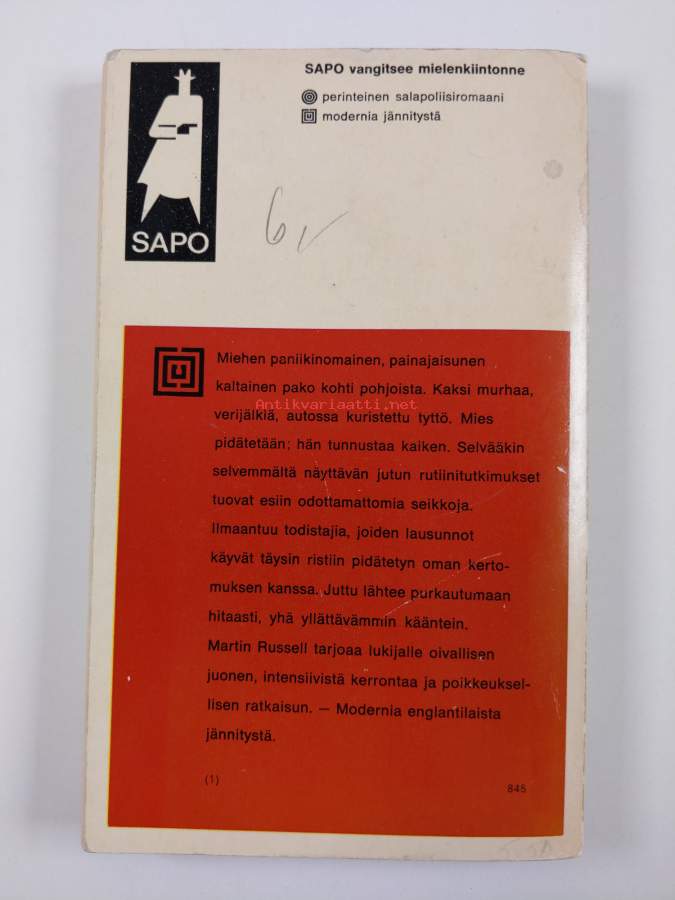 SAPO vangitsee mielenkiintonne
perinteinen salapoliisiromaani
modernia jännitystä
SAPO
6,-
Miehen paniikinomainen, painajaisunen
kaltainen pako kohti pohjoista. Kaksi murhaa,
verijälkiä, autossa kuristettu tyttö. Mies
Antikvariaatti.net
pidätetään; hän tunnustaa kaiken. Selvääkin
selvemmältä näyttävän jutun rutiinitutkimukset
tuovat esiin odottamattomia seikkoja.
Ilmaantuu todistajia, joiden lausunnot
käyvät täysin ristiin pidätetyn oman kerto-
muksen kanssa. Juttu lähtee purkautumaan
hitaasti, yhä yllättävämmin kääntein.
Martin Russell tarjoaa lukijalle oivallisen
juonen, intensiivistä kerrontaa ja poikkeuksel-
lisen ratkaisun. — Modernia englantilaista
jännitystä.
(1)
845